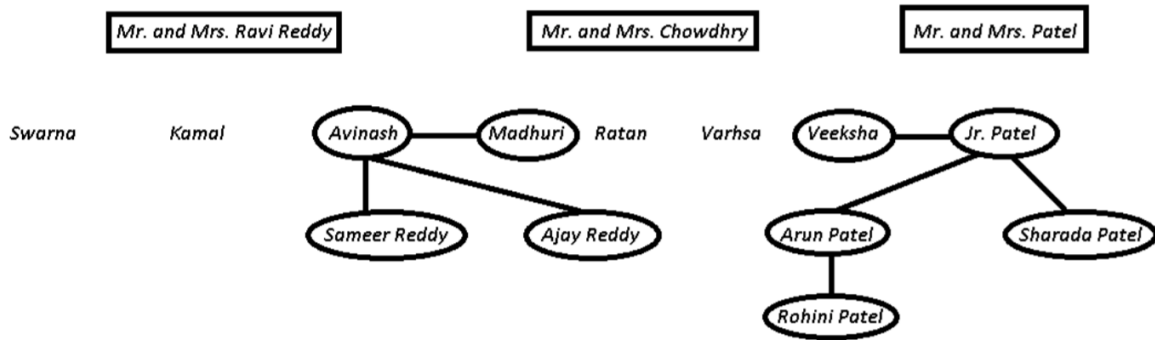 Mr. and Mrs. Ravi Reddy
Mr. and Mrs. Chowdhry
Mr. and Mrs. Patel
Swarna
Kamal
Avinash
Madhuri
Ratan
Varhsa
Veeksha
Jr. Patel
Sameer Reddy
Ajay Reddy
Arun Patel
Sharada Patel
Rohini Patel